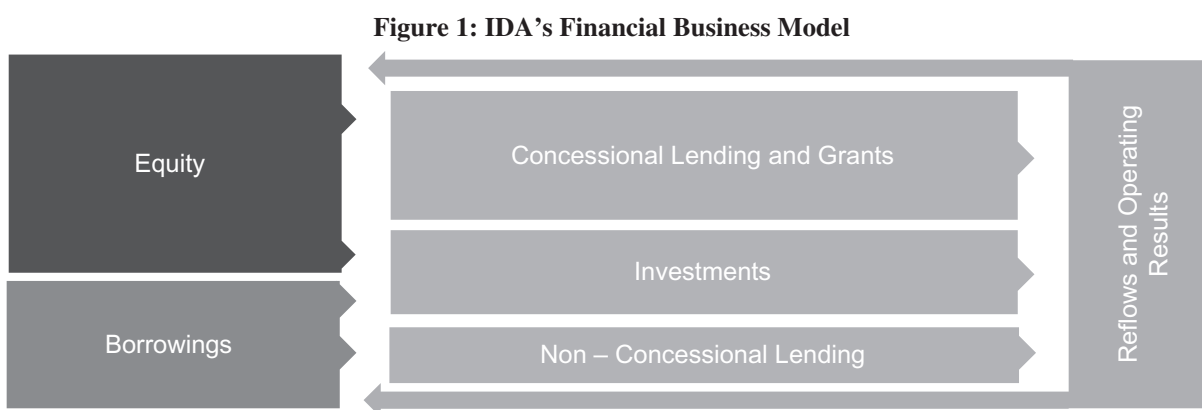 Figure 1: IDA's Financial Business Model
Equity
Borrowings
Concessional Lending and Grants
Investments
Non – Concessional Lending
Reflows and Operating
Results